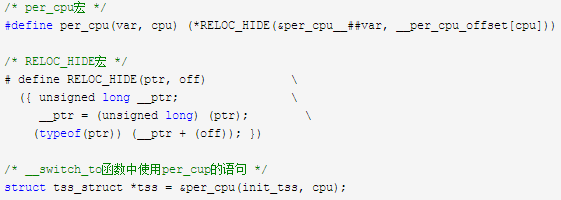 /* per_cpu宏 */
#define per_cpu(var, cpu) (*RELOC_HIDE(&per_cpu__##var, __per_cpu_offset[cpu]))
/* RELOC_HIDE宏 */
# define RELOC_HIDE(ptr, off) \
({ unsigned long __ptr; \
__ptr = (unsigned long) (ptr); \
(typeof(ptr)) (__ptr + (off)); })
/* __switch_to函数中使用per_cup的语句 */
struct tss_struct *tss = &per_cpu(init_tss, cpu);